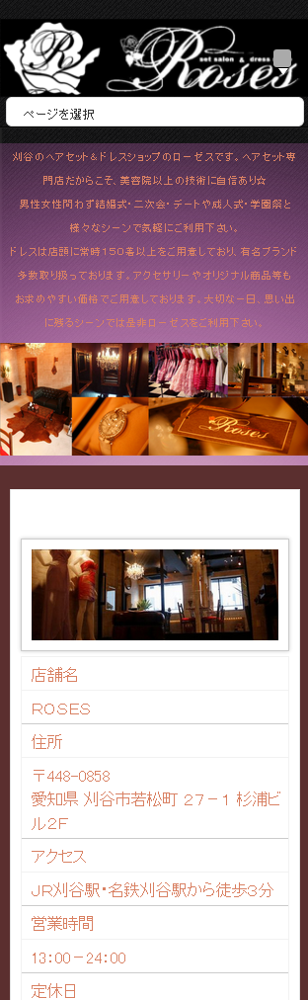 Roses
set salon & dress
ページを選択
刈谷のヘアセット＆ドレスショップのローゼスです。ヘアセット専
門店だからこそ、美容院以上の技術に自信あり☆
男性女性問わず結婚式・二次会・デートや成人式・学園祭と
様々なシーンで気軽にご利用下さい。
ドレスは店頭に常時１５０着以上をご用意しており、有名ブランド
多数取り扱っております。アクセサリーやオリジナル商品等も
お求めやすい価格でご用意しております。大切な一日、思い出
に残るシーンでは是非ローゼスをご利用下さい。
Roses
店舗名
ROSES
住所
〒448-0858
愛知県 刈谷市若松町 ２７－１ 杉浦ビ
ル２F
アクセス
JR刈谷駅・名鉄刈谷駅から徒歩3分
営業時間
13：00－24：00
定休日